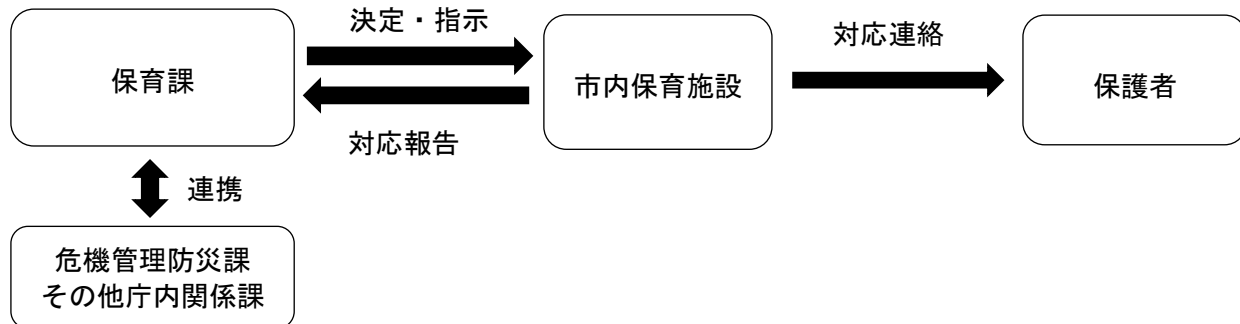 決定・指示
対応連絡
保育課
市内保育施設
保護者
対応報告
連携
危機管理防災課
その他庁内関係課